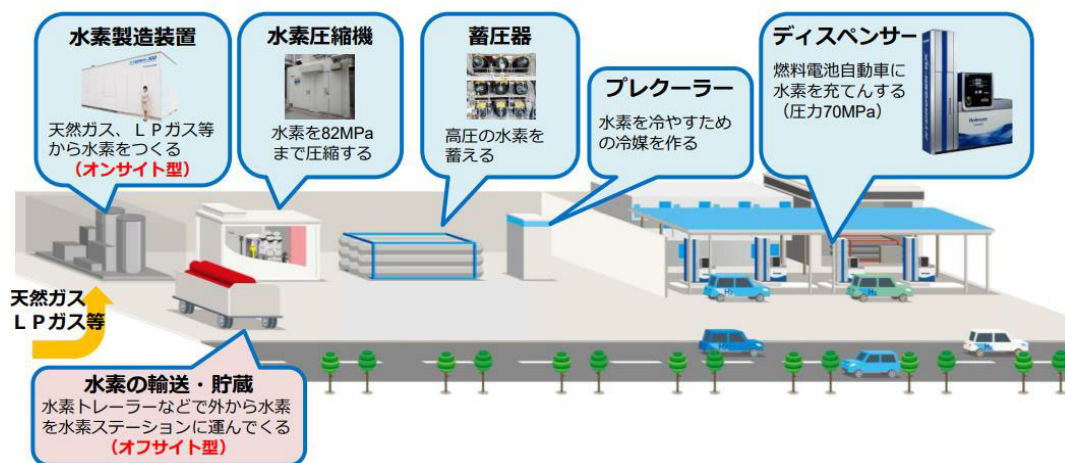 水素製造装置
天然ガス、ＬＰガス等
から水素をつくる
（オンサイト型）
水素圧縮機
水素を82MPa
まで圧縮する
蓄圧器
高圧の水素を
蓄える
プレクーラー
水素を冷やすため
の冷媒を作る
ディスペンサー
燃料電池自動車に
水素を充てんする
（圧力70MPa）
天然ガス
ＬＰガス等
水素の輸送・貯蔵
水素トレーラーなどで外から水素
を水素ステーションに運んでくる
（オフサイト型）